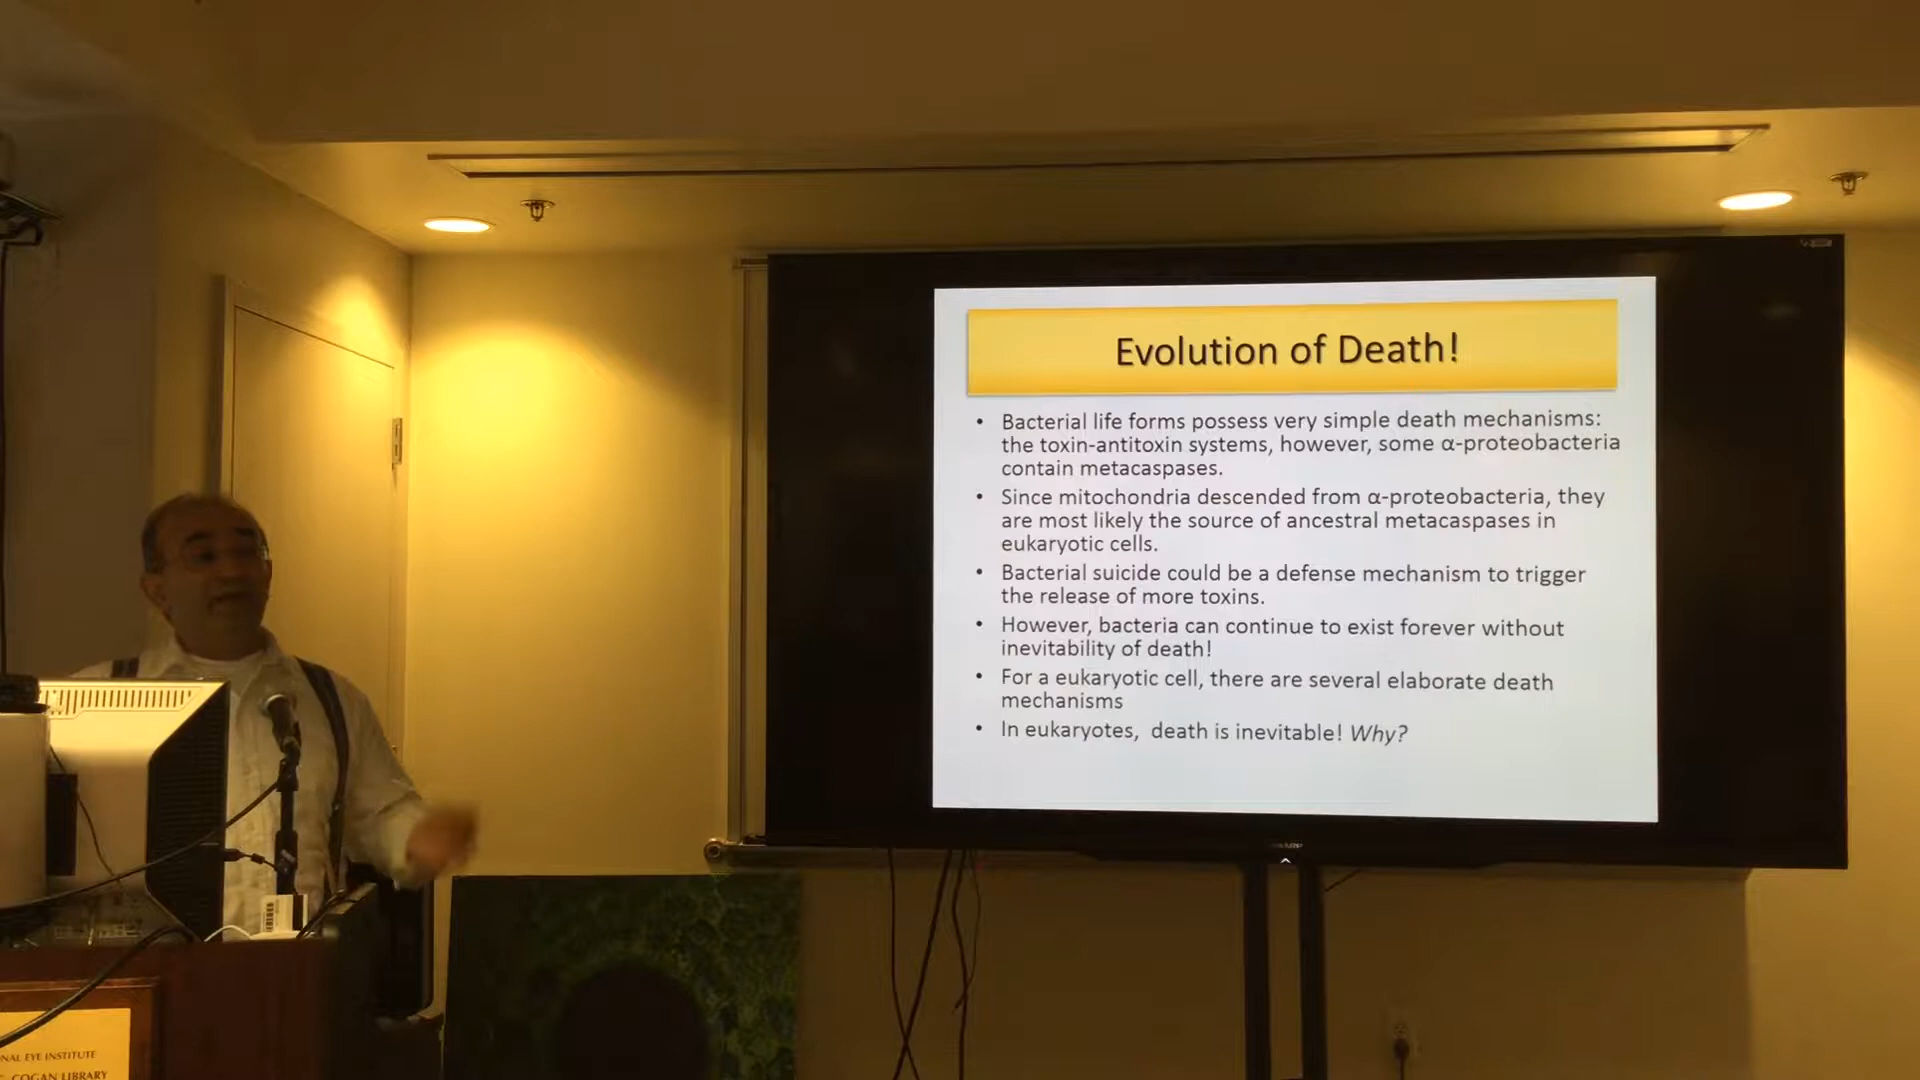 Evolution of Death!
• Bacterial life forms possess very simple death mechanisms:
the toxin-antitoxin systems, however, some α-proteobacteria
contain metacaspases.
• Since mitochondria descended from α-proteobacteria, they
are most likely the source of ancestral metacaspases in
eukaryotic cells.
• Bacterial suicide could be a defense mechanism to trigger
the release of more toxins.
• However, bacteria can continue to exist forever without
inevitability of death!
• For a eukaryotic cell, there are several elaborate death
mechanisms
• In eukaryotes, death is inevitable! Why?
EYE INSTITUTE
COGAN LIBRARY